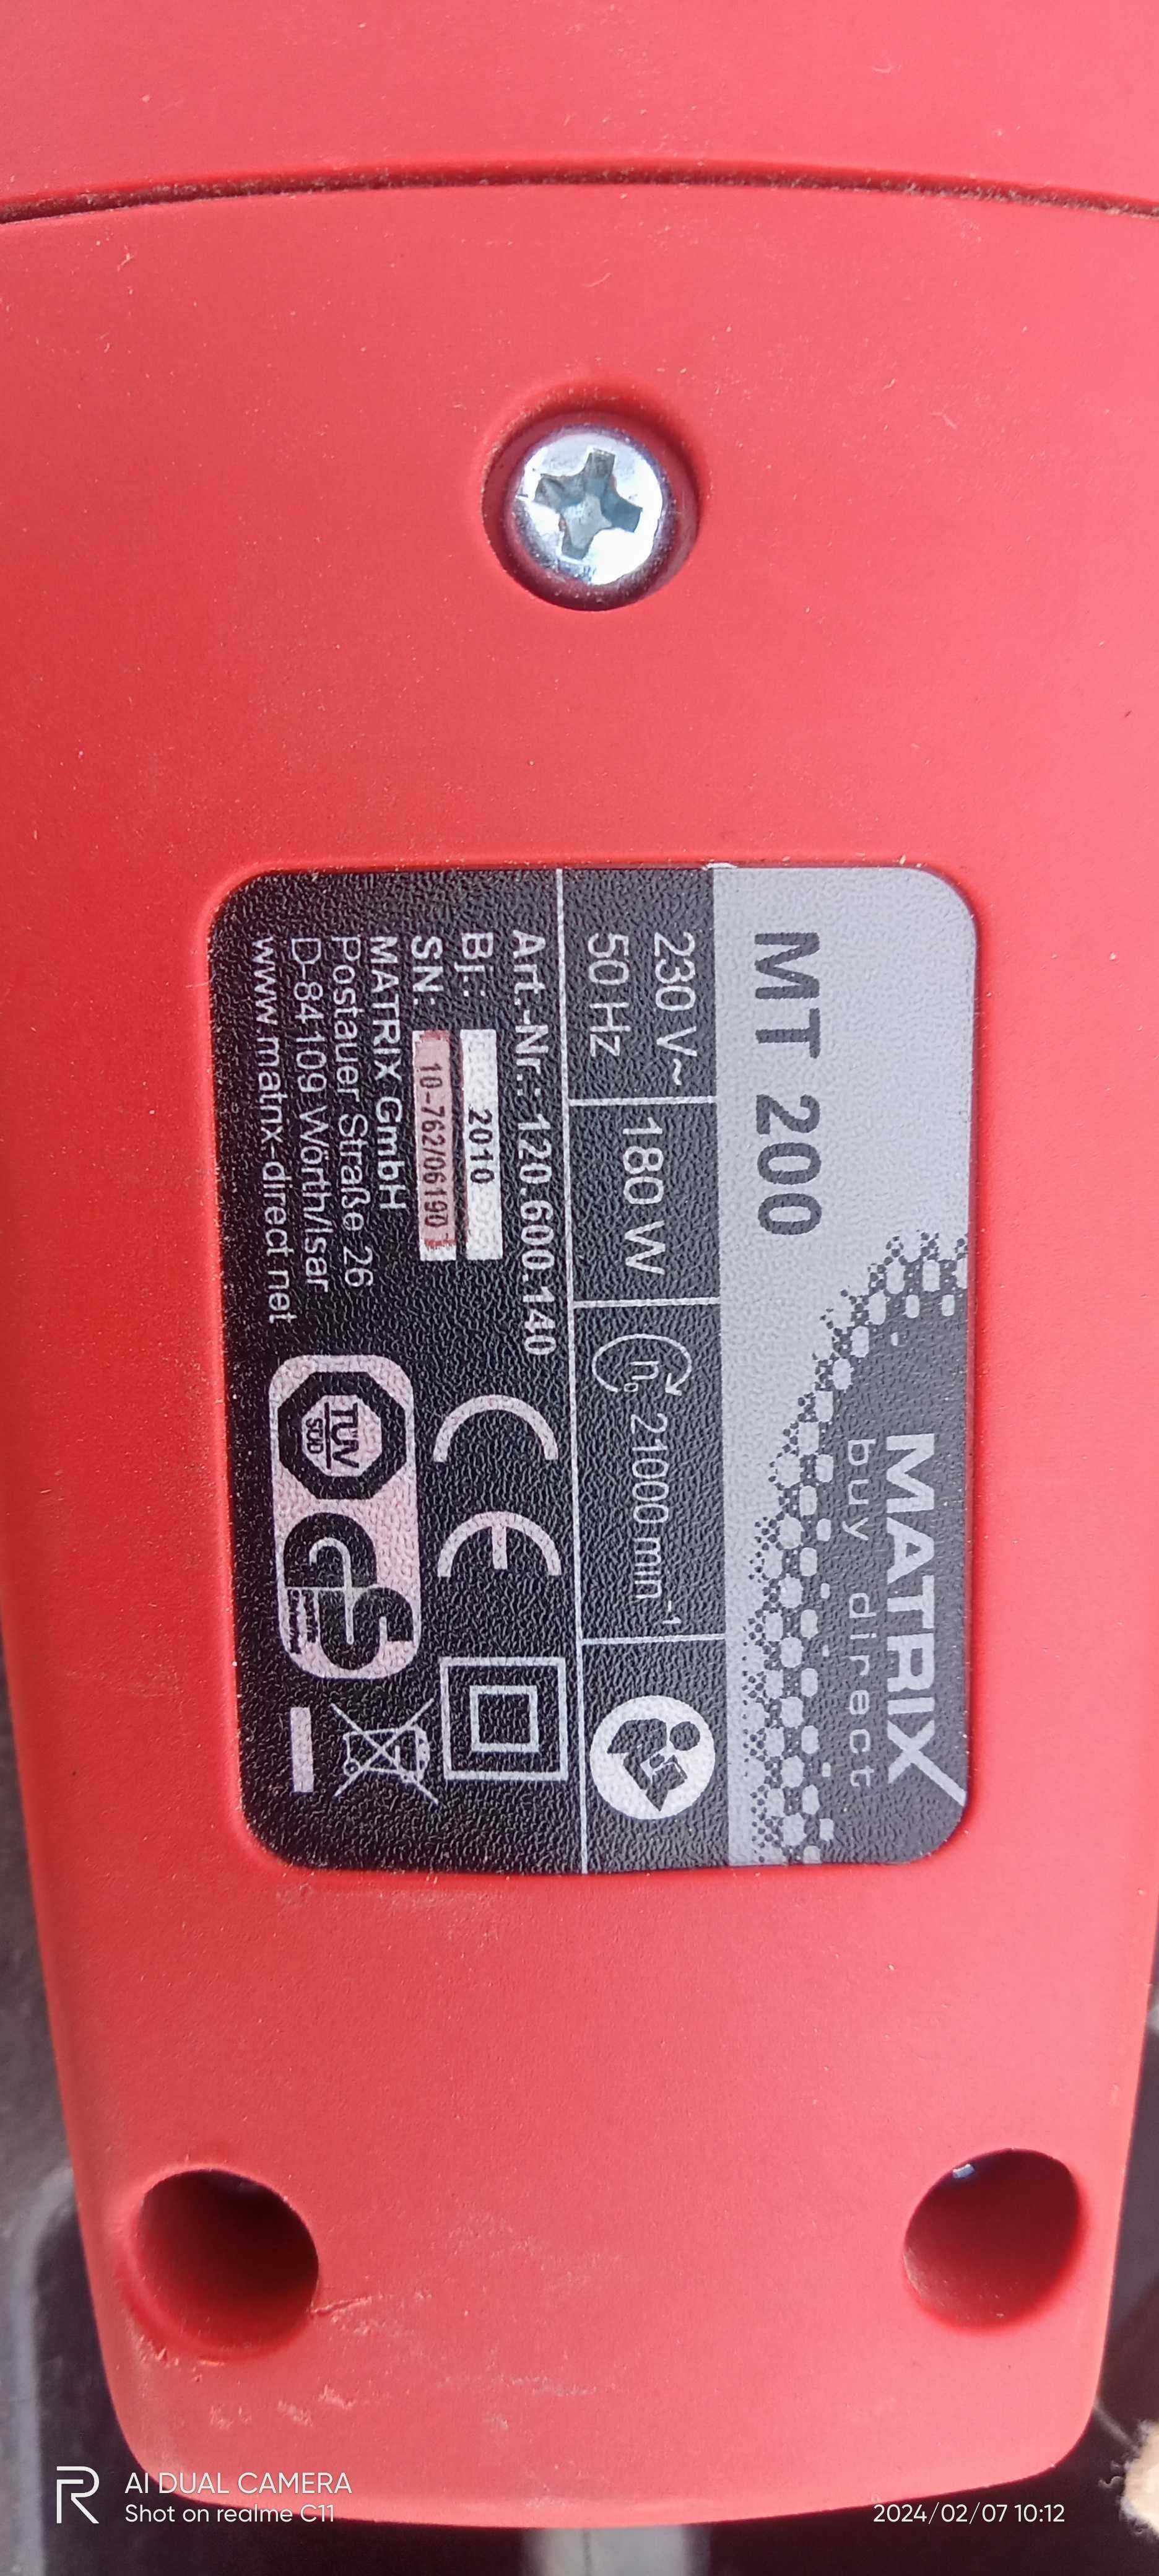 MT 200
MATRIX
buy direct
230 V~
50 Hz
180 W
n₀ 21000 min⁻¹
Art.-Nr.: 120.600.140
Bj.: 2010
SN: 10-762/06190
MATRIX GmbH
Postauer Straße 26
D-84109 Wörth/Isar
www.matrix-direct.net
CE
TÜV
SÜD
GS
AI DUAL CAMERA
Shot on realme C11
2024/02/07 10:12